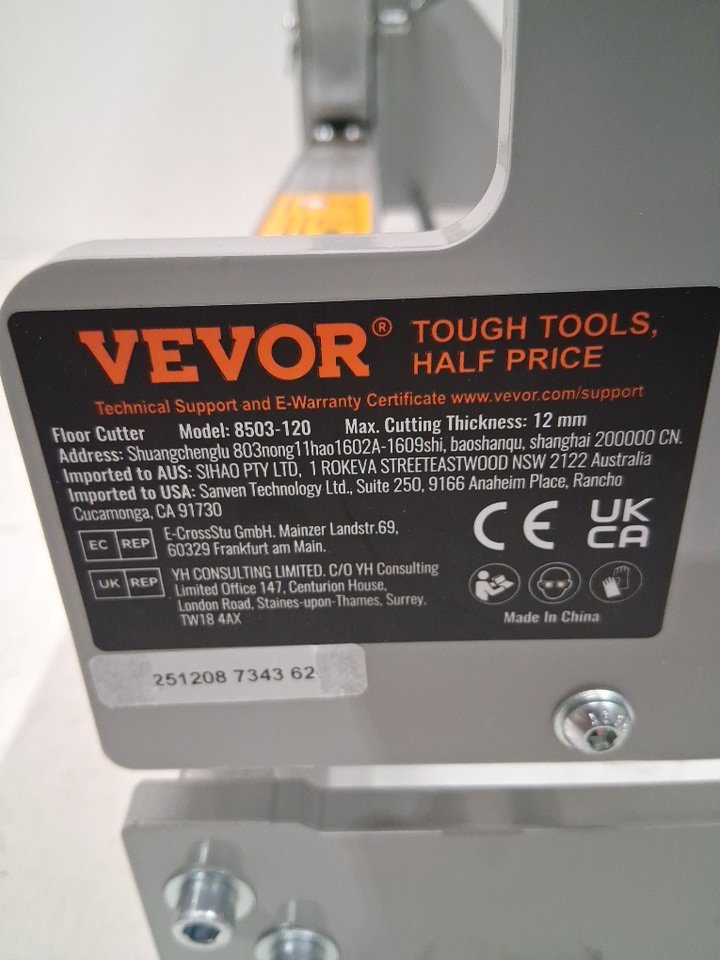 VEVOR®
TOUGH TOOLS,
HALF PRICE
Technical Support and E-Warranty Certificate www.vevor.com/support
Floor Cutter Model: 8503-120 Max. Cutting Thickness: 12 mm
Address: Shuangchenglu 803nong11hao1602A-1609shi, baoshanqu, shanghai 200000 CN.
Imported to AUS: SIHAO PTY LTD, 1 ROKEVA STREETEASTWOOD NSW 2122 Australia
Imported to USA: Sanven Technology Ltd., Suite 250, 9166 Anaheim Place, Rancho
Cucamonga, CA 91730
EC REP
E-CrossStu GmbH. Mainzer Landstr.69,
60329 Frankfurt am Main.
UK REP
YH CONSULTING LIMITED. C/O YH Consulting
Limited Office 147, Centurion House,
London Road, Staines-upon-Thames, Surrey,
TW18 4AX
CE
UK
CA
Made In China
251208 7343 62